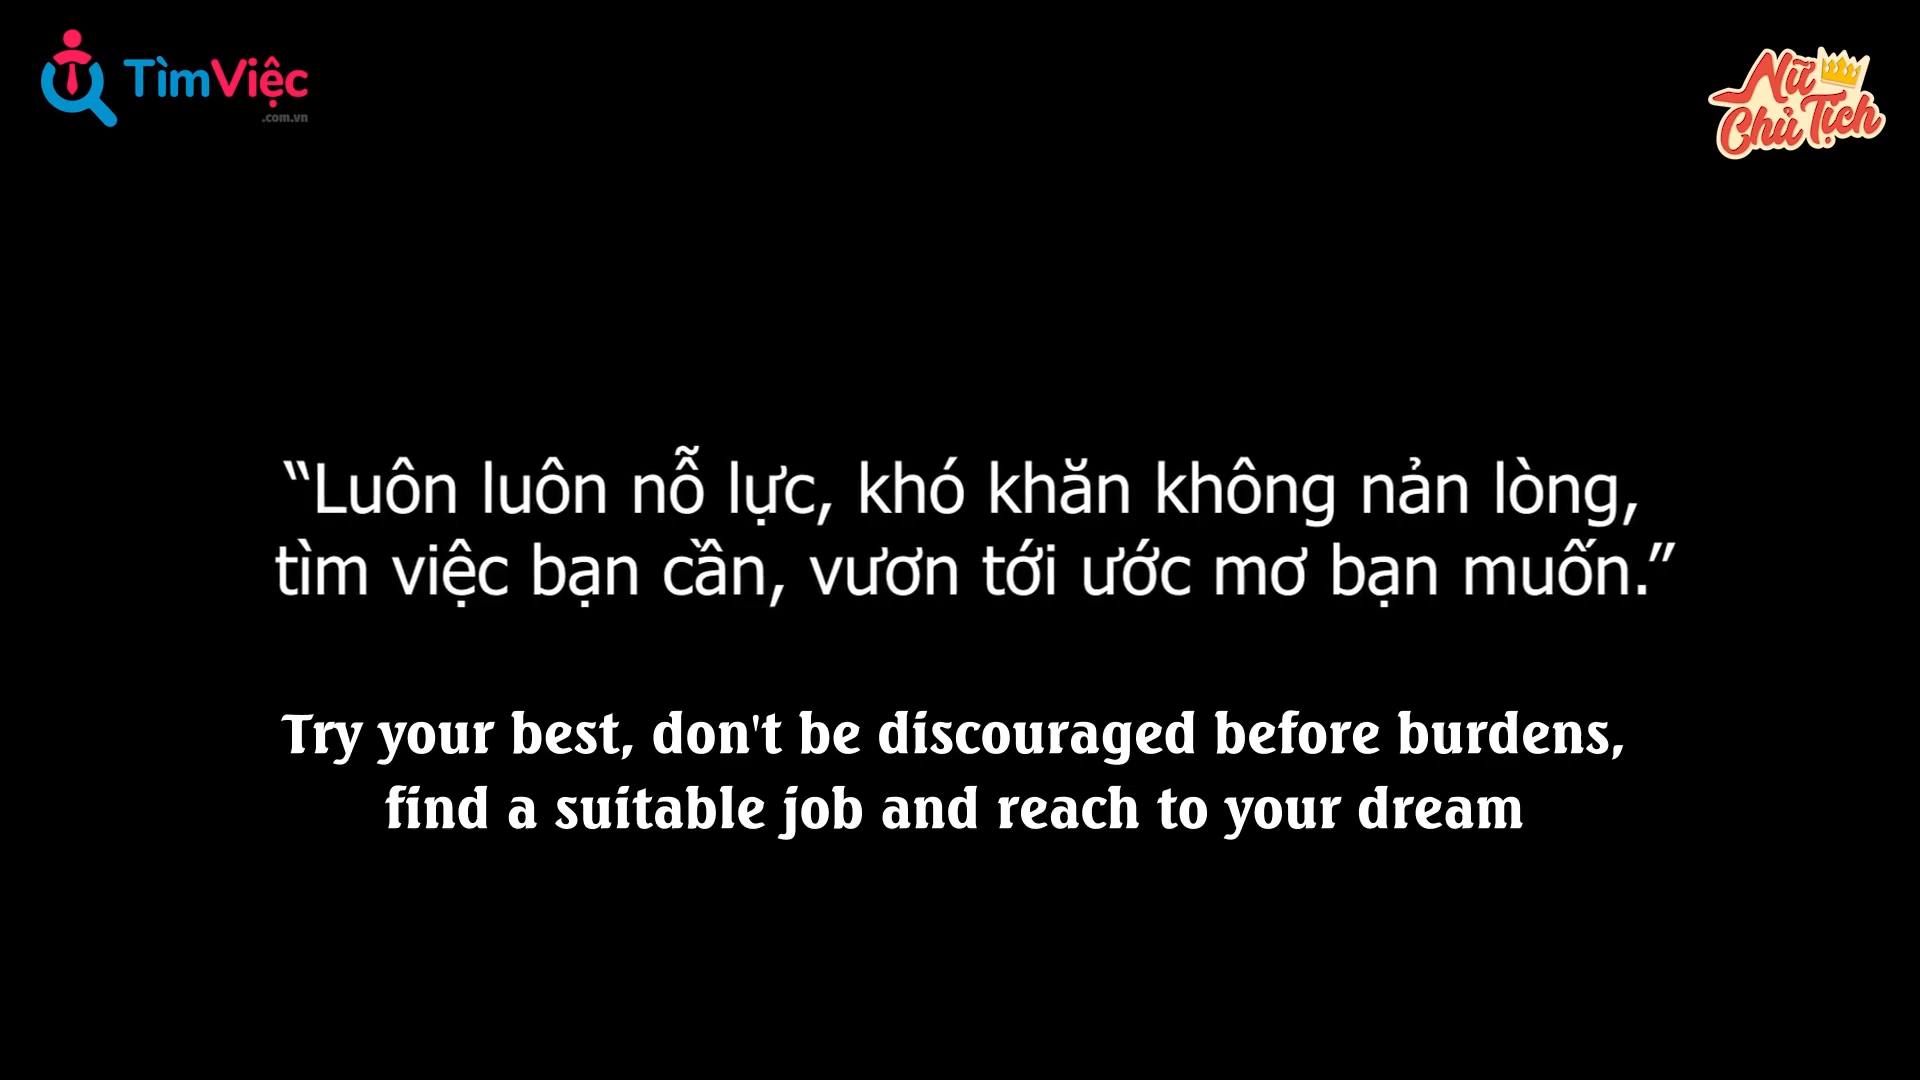 TìmViệc
.com.vn
Nữ
Chủ Tịch
“Luôn luôn nỗ lực, khó khăn không nản lòng,
tìm việc bạn cần, vươn tới ước mơ bạn muốn.”
Try your best, don't be discouraged before burdens,
find a suitable job and reach to your dream